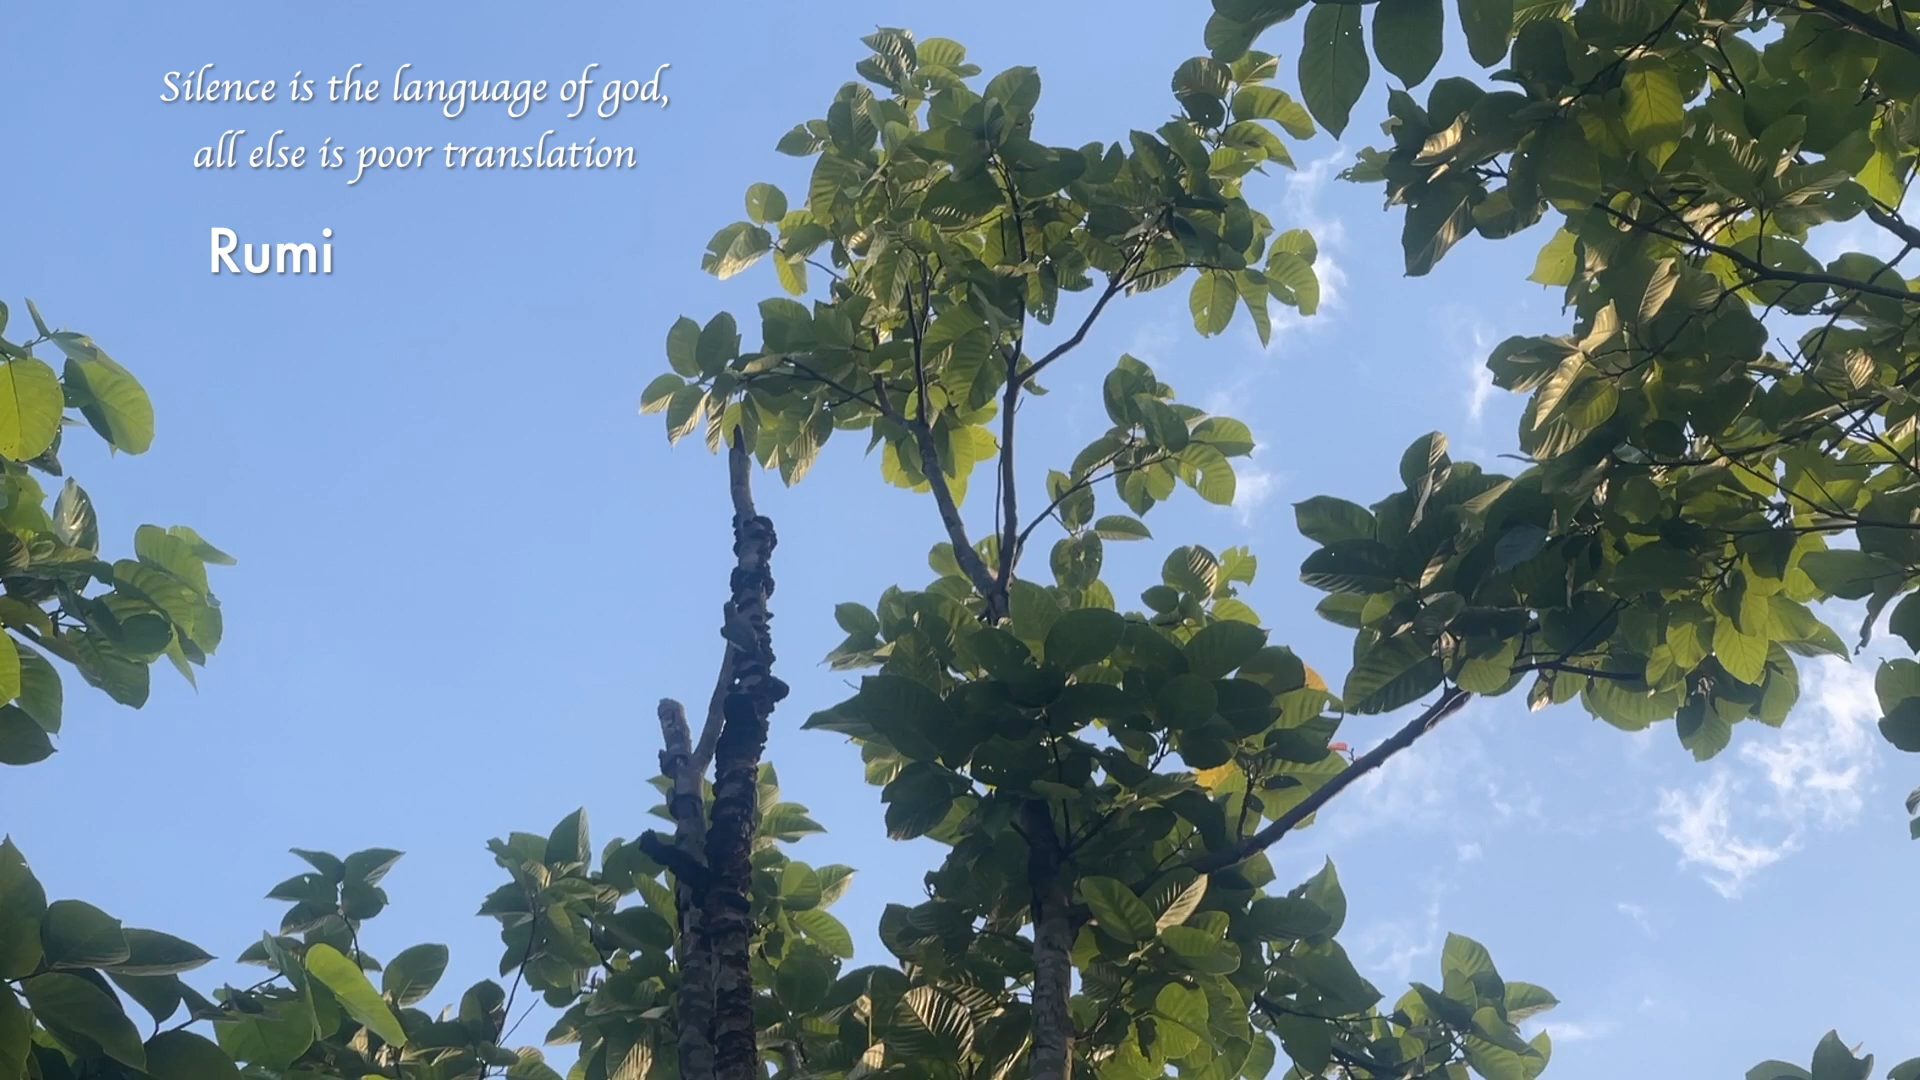 Silence is the language of god,
all else is poor translation
Rumi